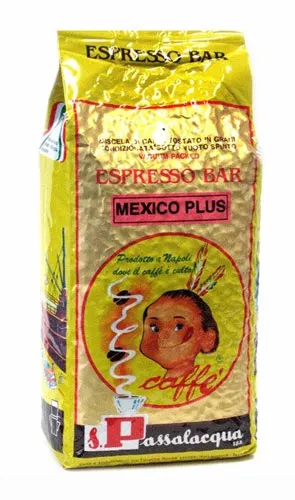 ESPRESSO BAR
MISCELA DI CAFFÈ TOSTATO IN GRANI
CONDIZIONATA SOTTO VUOTO SPINTO
VACUUM-PACKED
ESPRESSO BAR
MEXICO PLUS
Prodotto a Napoli
dove il caffè è culto!
caffè
S. Passalacqua